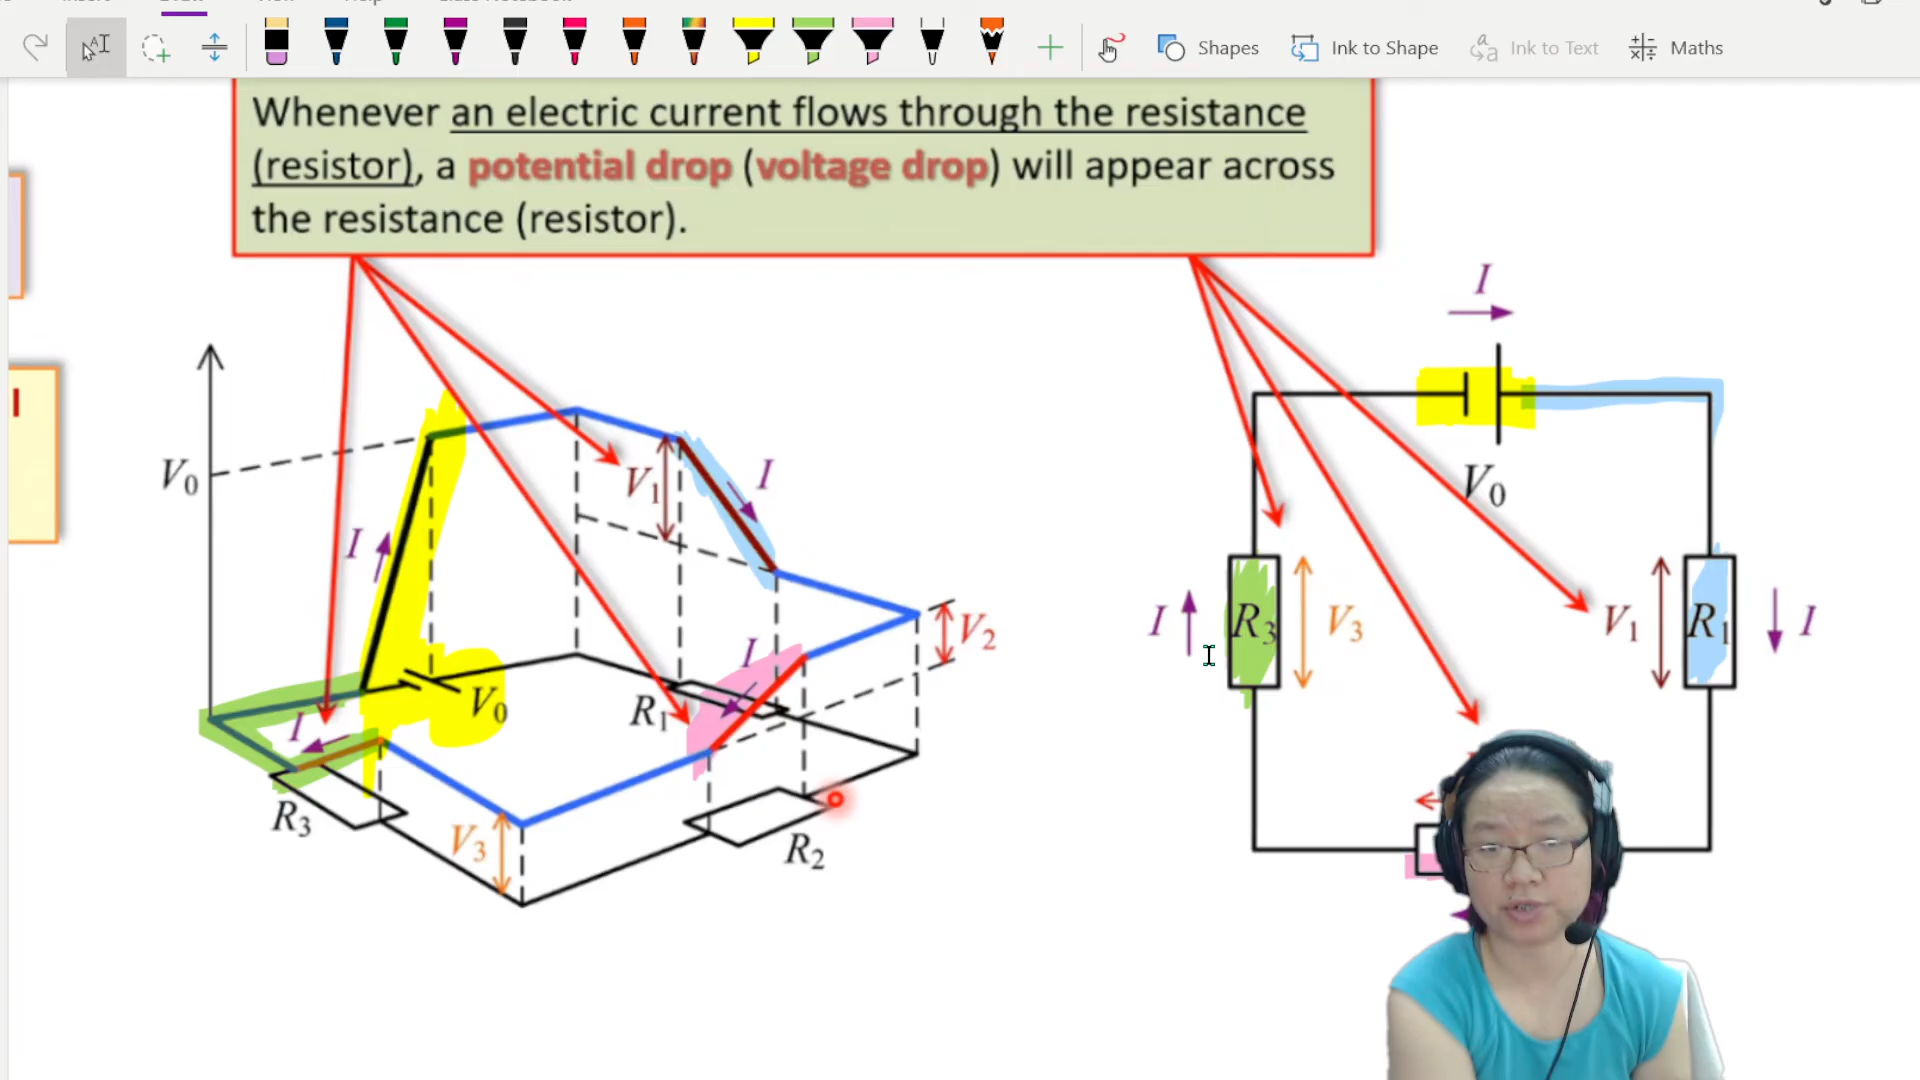 Shapes
Ink to Shape
Ink to Text
Maths
Whenever an electric current flows through the resistance
(resistor), a potential drop (voltage drop) will appear across
the resistance (resistor).
I
V0
V1
I
I
V0
V2
I
R3
V3
I
R1
I
V3
V1
R1
I
V0
R1
I
R3
V3
R2